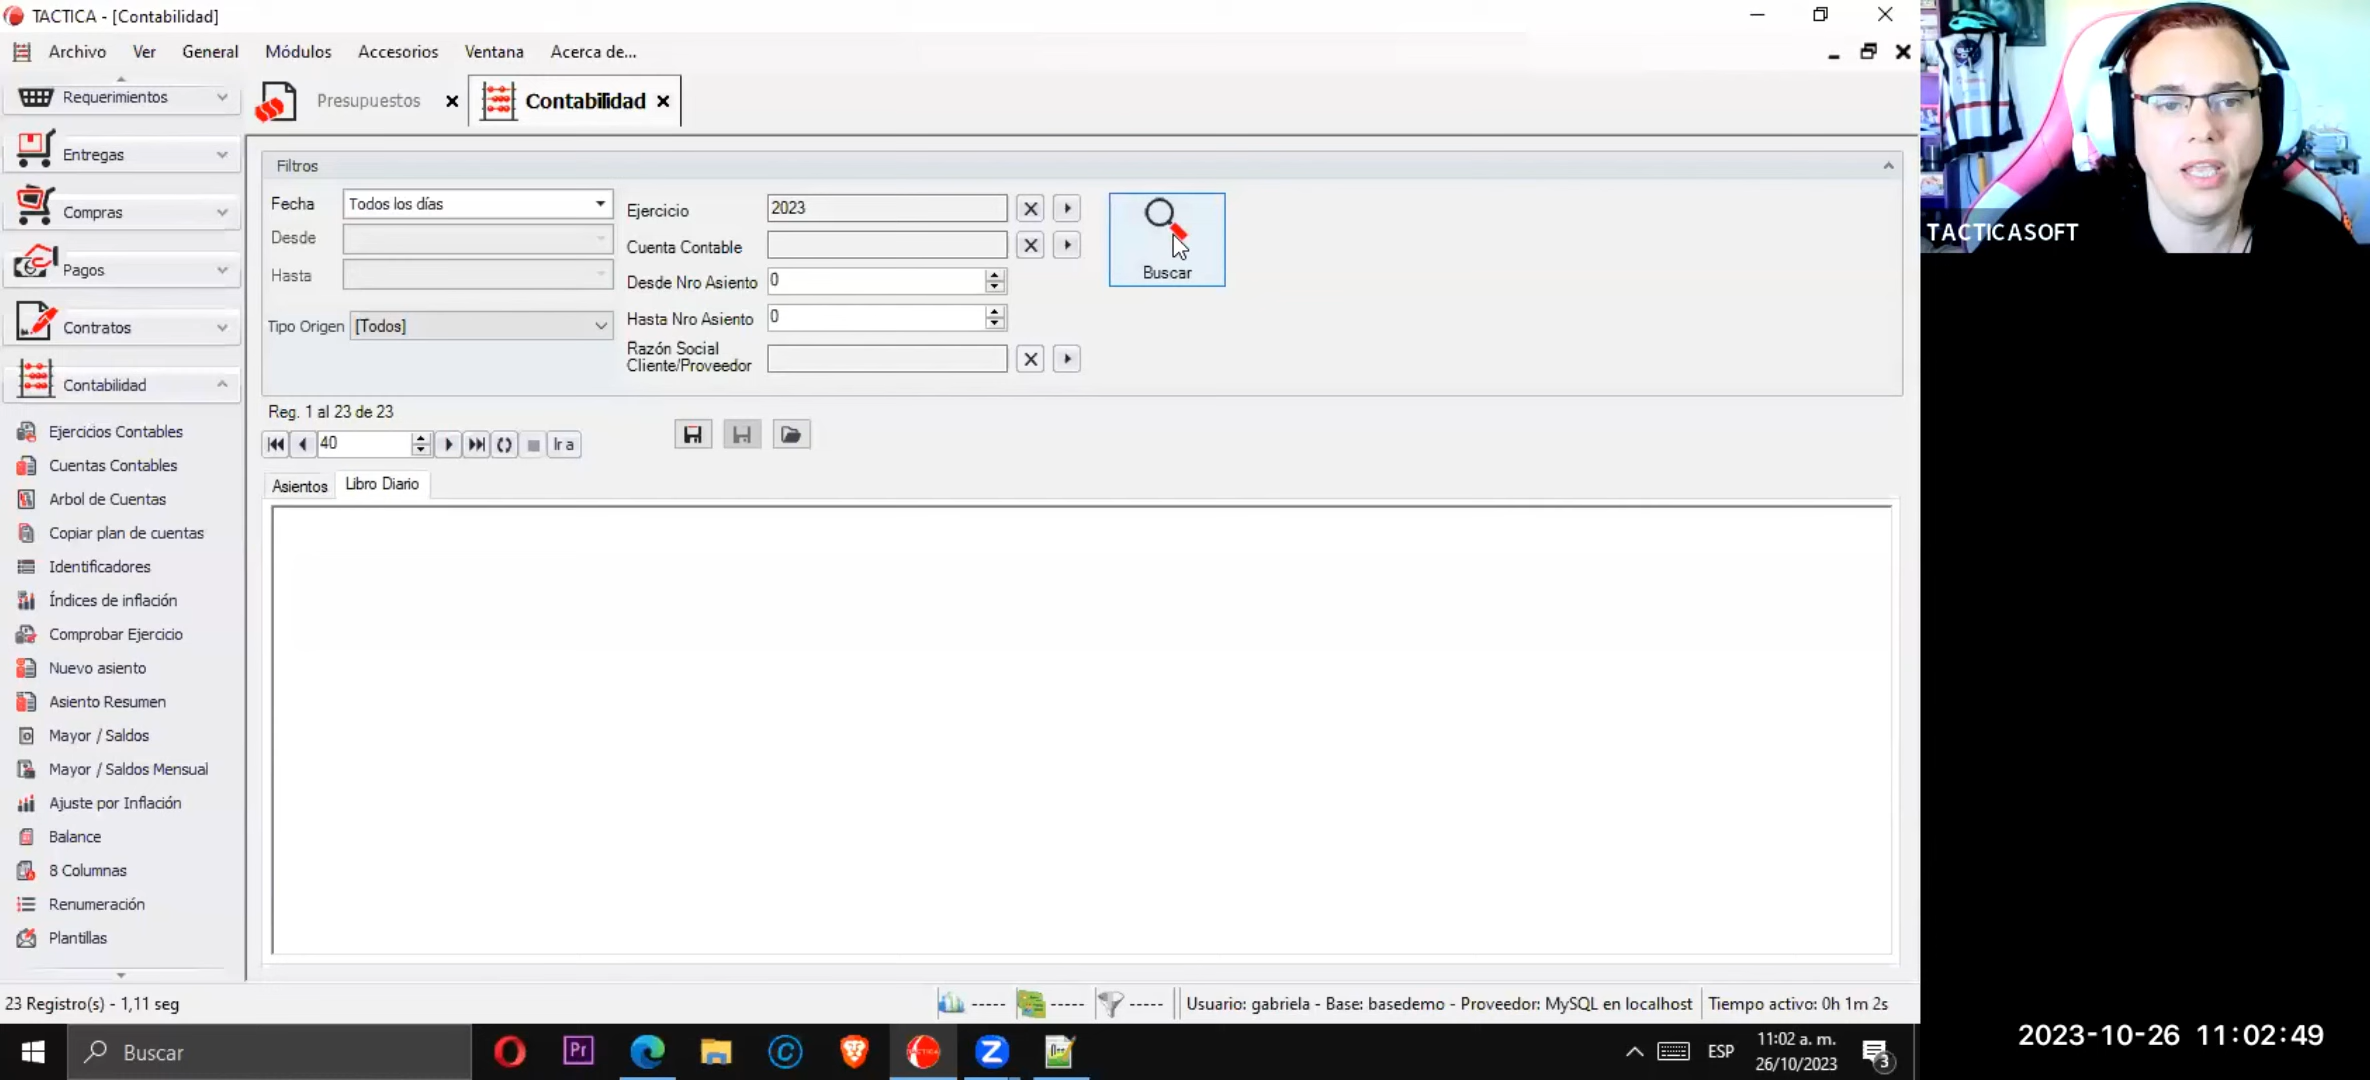 TACTICA - [Contabilidad]
Archivo Ver General Módulos Accesorios Ventana Acerca de...
Requerimientos
Entregas
Compras
Pagos
Contratos
Contabilidad
Ejercicios Contables
Cuentas Contables
Arbol de Cuentas
Copiar plan de cuentas
Identificadores
Índices de inflación
Comprobar Ejercicio
Nuevo asiento
Asiento Resumen
Mayor / Saldos
Mayor / Saldos Mensual
Ajuste por Inflación
Balance
8 Columnas
Renumeración
Plantillas
Presupuestos
Contabilidad
Filtros
Fecha Todos los días
Desde
Hasta
Tipo Origen [Todos]
Ejercicio 2023
Cuenta Contable
Desde Nro Asiento 0
Hasta Nro Asiento 0
Razón Social
Cliente/Proveedor
Buscar
Reg. 1 al 23 de 23
40 Ir a
Asientos Libro Diario
23 Registro(s) - 1,11 seg
----- ----- ----- Usuario: gabriela - Base: basedemo - Proveedor: MySQL en localhost Tiempo activo: 0h 1m 2s
Buscar
Pr
TACTICA
ESP
11:02 a. m.
26/10/2023
3
TACTICASOFT
2023-10-26 11:02:49